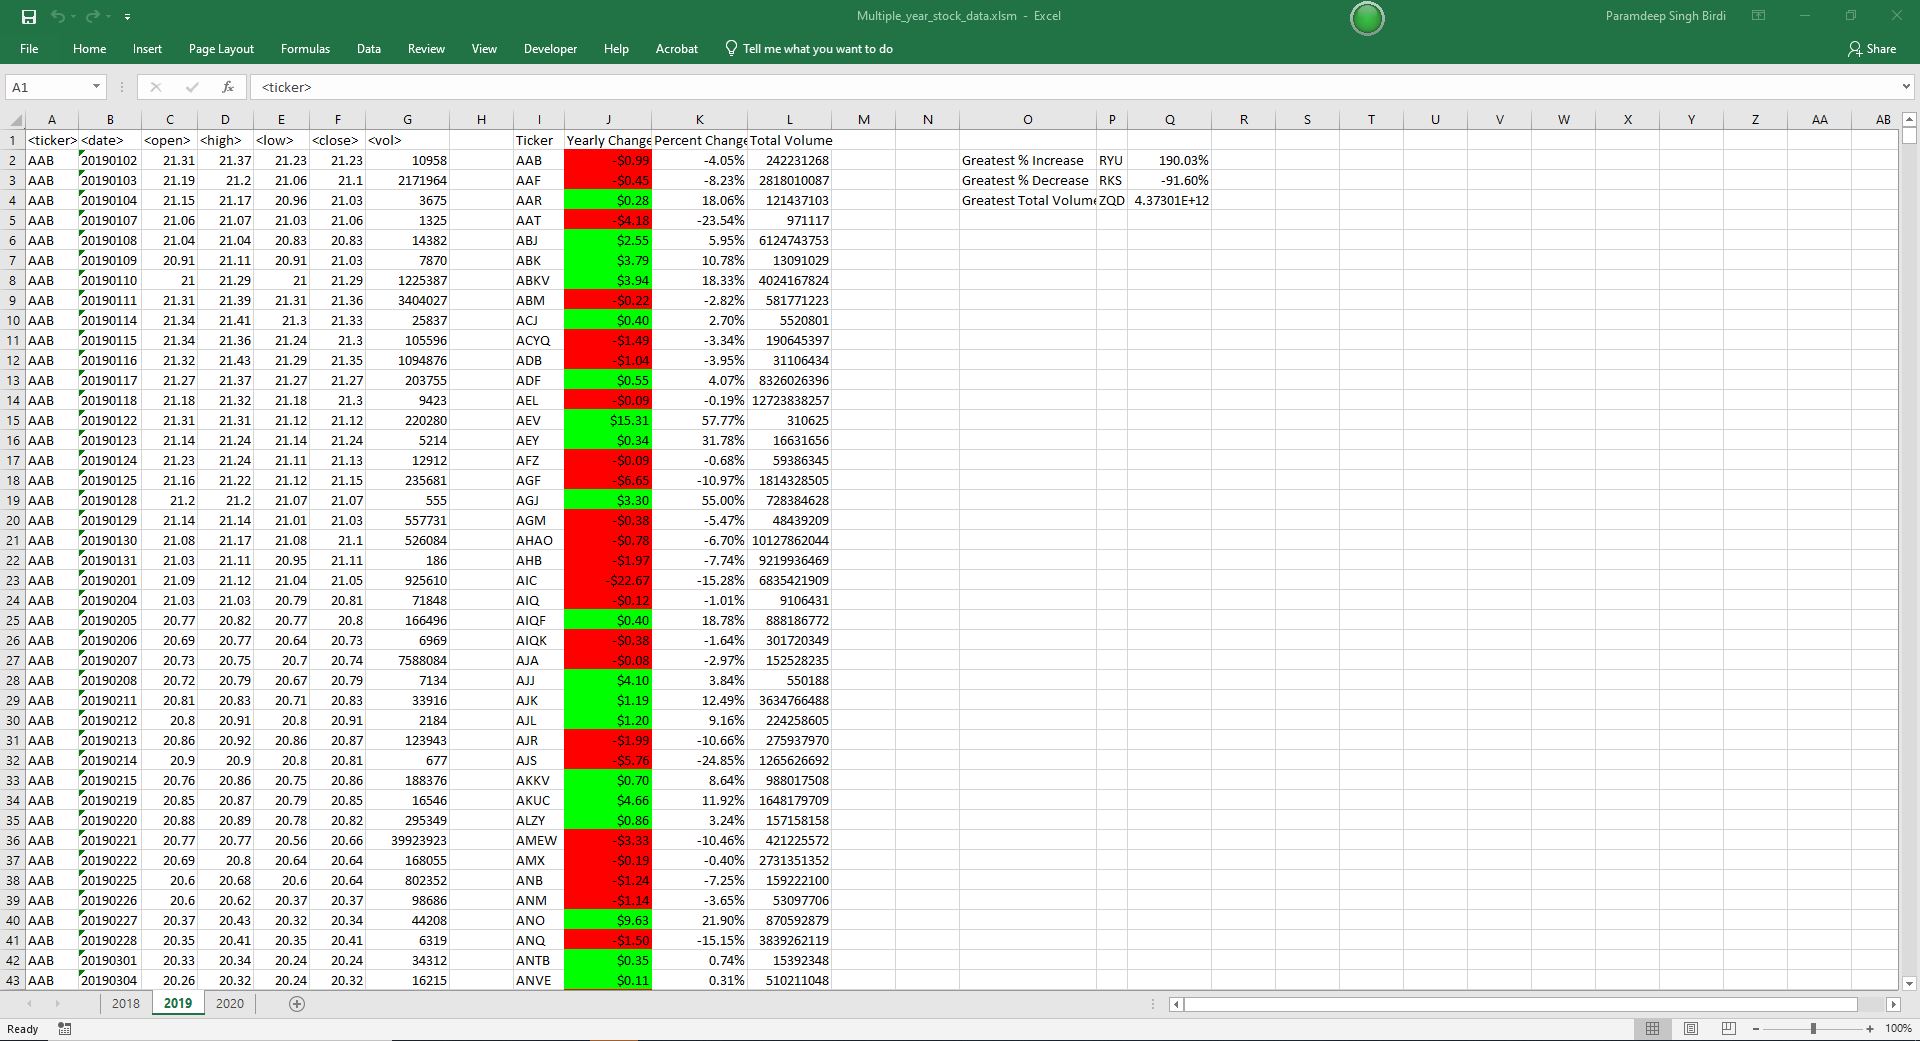 Multiple_year_stock_data.xlsm - Excel
Paramdeep Singh Birdi
File Home Insert Page Layout Formulas Data Review View Developer Help Acrobat Tell me what you want to do Share
A1 fx <ticker>
A B C D E F G H I J K L M N O P Q R S T U V W X Y Z AA AB
1 <ticker> <date> <open> <high> <low> <close> <vol> Ticker Yearly Change Percent Change Total Volume
2 AAB 20190102 21.31 21.37 21.23 21.23 10958 AAB -$0.99 -4.05% 242231268 Greatest % Increase RYU 190.03%
3 AAB 20190103 21.19 21.2 21.06 21.1 2171964 AAF -$0.45 -8.23% 2818010087 Greatest % Decrease RKS -91.60%
4 AAB 20190104 21.15 21.17 20.96 21.03 3675 AAR $0.28 18.06% 121437103 Greatest Total Volume ZQD 4.37301E+12
5 AAB 20190107 21.06 21.07 21.03 21.06 1325 AAT -$4.18 -23.54% 971117
6 AAB 20190108 21.04 21.04 20.83 20.83 14382 ABJ $2.55 5.95% 6124743753
7 AAB 20190109 20.91 21.11 20.91 21.03 7870 ABK $3.79 10.78% 13091029
8 AAB 20190110 21 21.29 21 21.29 1225387 ABKV $3.94 18.33% 4024167824
9 AAB 20190111 21.31 21.39 21.31 21.36 3404027 ABM -$0.22 -2.82% 581771223
10 AAB 20190114 21.34 21.41 21.3 21.33 25837 ACJ $0.40 2.70% 5520801
11 AAB 20190115 21.34 21.36 21.24 21.3 105596 ACYQ -$1.49 -3.34% 190645397
12 AAB 20190116 21.32 21.43 21.29 21.35 1094876 ADB -$1.04 -3.95% 31106434
13 AAB 20190117 21.27 21.37 21.27 21.27 203755 ADF $0.55 4.07% 8326026396
14 AAB 20190118 21.18 21.32 21.18 21.3 9423 AEL -$0.09 -0.19% 12723838257
15 AAB 20190122 21.31 21.31 21.12 21.12 220280 AEV $15.31 57.77% 310625
16 AAB 20190123 21.14 21.24 21.14 21.24 5214 AEY $0.34 31.78% 16631656
17 AAB 20190124 21.23 21.24 21.11 21.13 12912 AFZ -$0.09 -0.68% 59386345
18 AAB 20190125 21.16 21.22 21.12 21.15 235681 AGF -$6.65 -10.97% 1814328505
19 AAB 20190128 21.2 21.2 21.07 21.07 555 AGJ $3.30 55.00% 728384628
20 AAB 20190129 21.14 21.14 21.01 21.03 557731 AGM -$0.38 -5.47% 48439209
21 AAB 20190130 21.08 21.17 21.08 21.1 526084 AHAO -$0.78 -6.70% 10127862044
22 AAB 20190131 21.03 21.11 20.95 21.11 186 AHB -$1.97 -7.74% 9219936469
23 AAB 20190201 21.09 21.12 21.04 21.05 925610 AIC -$22.67 -15.28% 6835421909
24 AAB 20190204 21.03 21.03 20.79 20.81 71848 AIQ -$0.12 -1.01% 9106431
25 AAB 20190205 20.77 20.82 20.77 20.8 166496 AIQF $0.40 18.78% 888186772
26 AAB 20190206 20.69 20.77 20.64 20.73 6969 AIQK -$0.38 -1.64% 301720349
27 AAB 20190207 20.73 20.75 20.7 20.74 7588084 AJA -$0.08 -2.97% 152528235
28 AAB 20190208 20.72 20.79 20.67 20.79 7134 AJJ $4.10 3.84% 550188
29 AAB 20190211 20.81 20.83 20.71 20.83 33916 AJK $1.19 12.49% 3634766488
30 AAB 20190212 20.8 20.91 20.8 20.91 2184 AJL $1.20 9.16% 224258605
31 AAB 20190213 20.86 20.92 20.86 20.87 123943 AJR -$1.99 -10.66% 275937970
32 AAB 20190214 20.9 20.9 20.8 20.81 677 AJS -$5.76 -24.85% 1265626692
33 AAB 20190215 20.76 20.86 20.75 20.86 188376 AKKV $0.70 8.64% 988017508
34 AAB 20190219 20.85 20.87 20.79 20.85 16546 AKUC $4.66 11.92% 1648179709
35 AAB 20190220 20.88 20.89 20.78 20.82 295349 ALZY $0.86 3.24% 157158158
36 AAB 20190221 20.77 20.77 20.56 20.66 39923923 AMEW -$3.33 -10.46% 421225572
37 AAB 20190222 20.69 20.8 20.64 20.64 168055 AMX -$0.19 -0.40% 2731351352
38 AAB 20190225 20.6 20.68 20.6 20.64 802352 ANB -$1.24 -7.25% 159222100
39 AAB 20190226 20.6 20.62 20.37 20.37 98686 ANM -$1.14 -3.65% 53097706
40 AAB 20190227 20.37 20.43 20.32 20.34 44208 ANO $9.63 21.90% 870592879
41 AAB 20190228 20.35 20.41 20.35 20.41 6319 ANQ -$1.50 -15.15% 3839262119
42 AAB 20190301 20.33 20.34 20.24 20.24 34312 ANTB $0.35 0.74% 15392348
43 AAB 20190304 20.26 20.32 20.24 20.32 16215 ANVE $0.11 0.31% 510211048
2018 2019 2020
Ready 100%